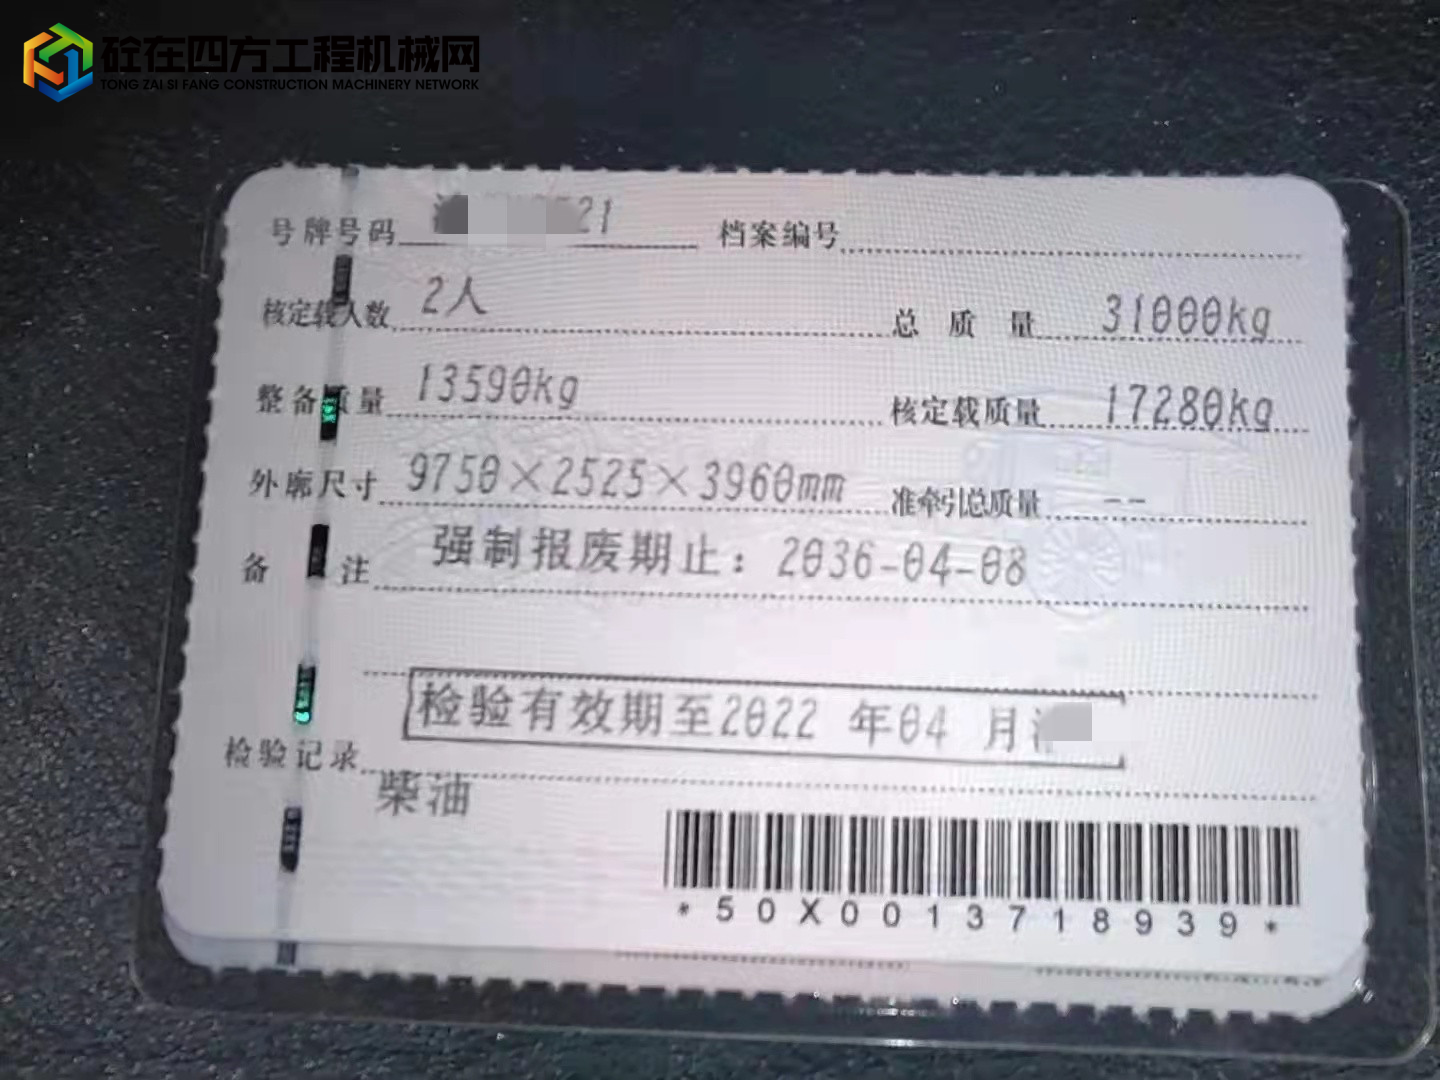 砼在四方工程机械网
TONG ZAI SI FANG CONSTRUCTION MACHINERY NETWORK
号牌号码 21 档案编号
核定载人数 2人 总质量 31000kg
整备质量 13590kg 核定载质量 17280kg
外廓尺寸 9750×2525×3960mm 准牵引总质量 --
备注 强制报废期止：2036-04-08
检验有效期至2022 年04 月
检验记录
柴油
*50X0013718939*